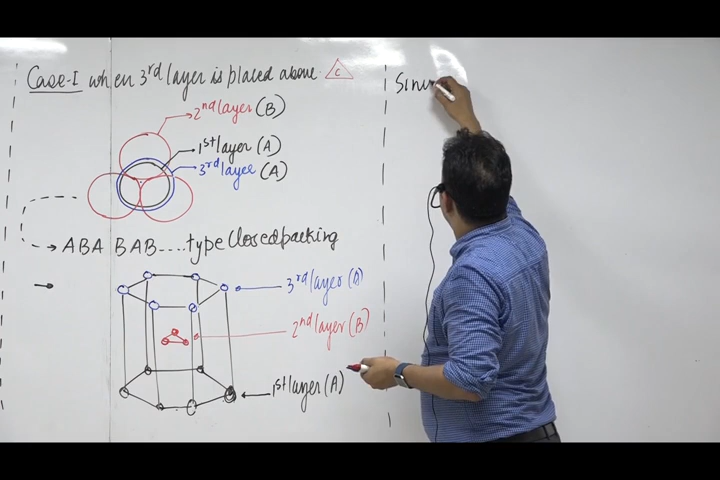 Case-I when 3rd layer is placed above C
2nd layer (B)
1st layer (A)
3rd layer (A)
ABA BAB.... type Closed packing
3rd layer (A)
2nd layer (B)
1st layer (A)